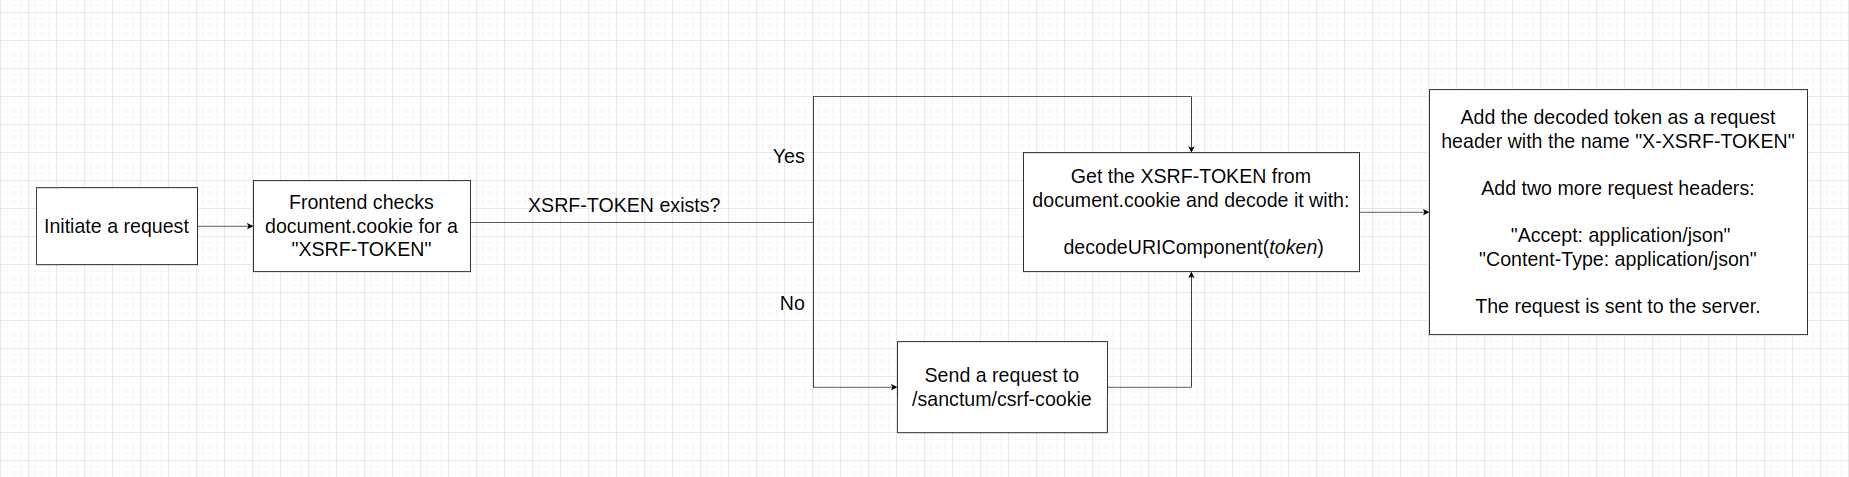 Initiate a request
Frontend checks
document.cookie for a
"XSRF-TOKEN"
XSRF-TOKEN exists?
Yes
No
Send a request to
/sanctum/csrf-cookie
Get the XSRF-TOKEN from
document.cookie and decode it with:
decodeURIComponent(token)
Add the decoded token as a request
header with the name "X-XSRF-TOKEN"
Add two more request headers:
"Accept: application/json"
"Content-Type: application/json"
The request is sent to the server.